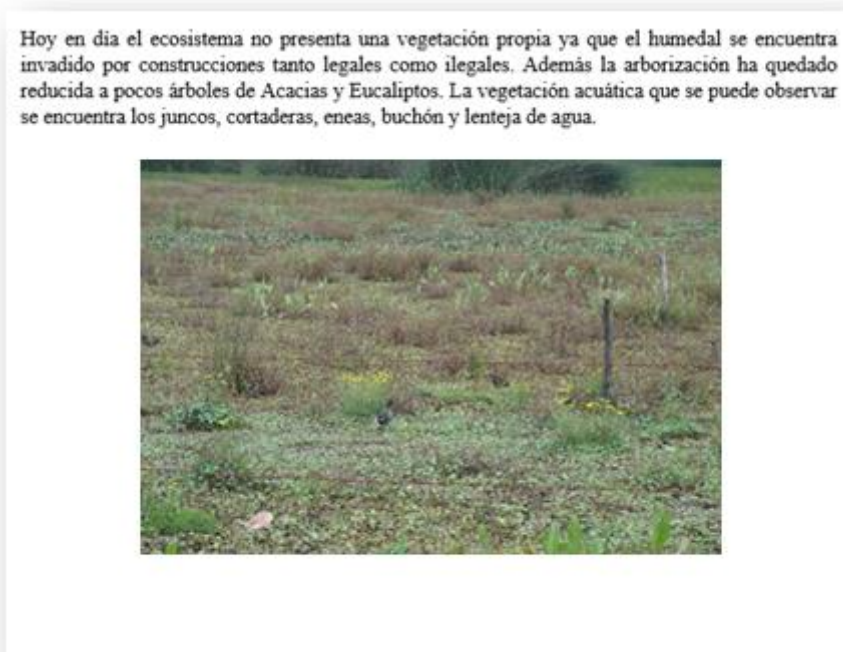 Hoy en día el ecosistema no presenta una vegetación propia ya que el humedal se encuentra
invadido por construcciones tanto legales como ilegales. Además la arborización ha quedado
reducida a pocos árboles de Acacias y Eucaliptos. La vegetación acuática que se puede observar
se encuentra los juncos, cortaderas, eneas, buchón y lenteja de agua.